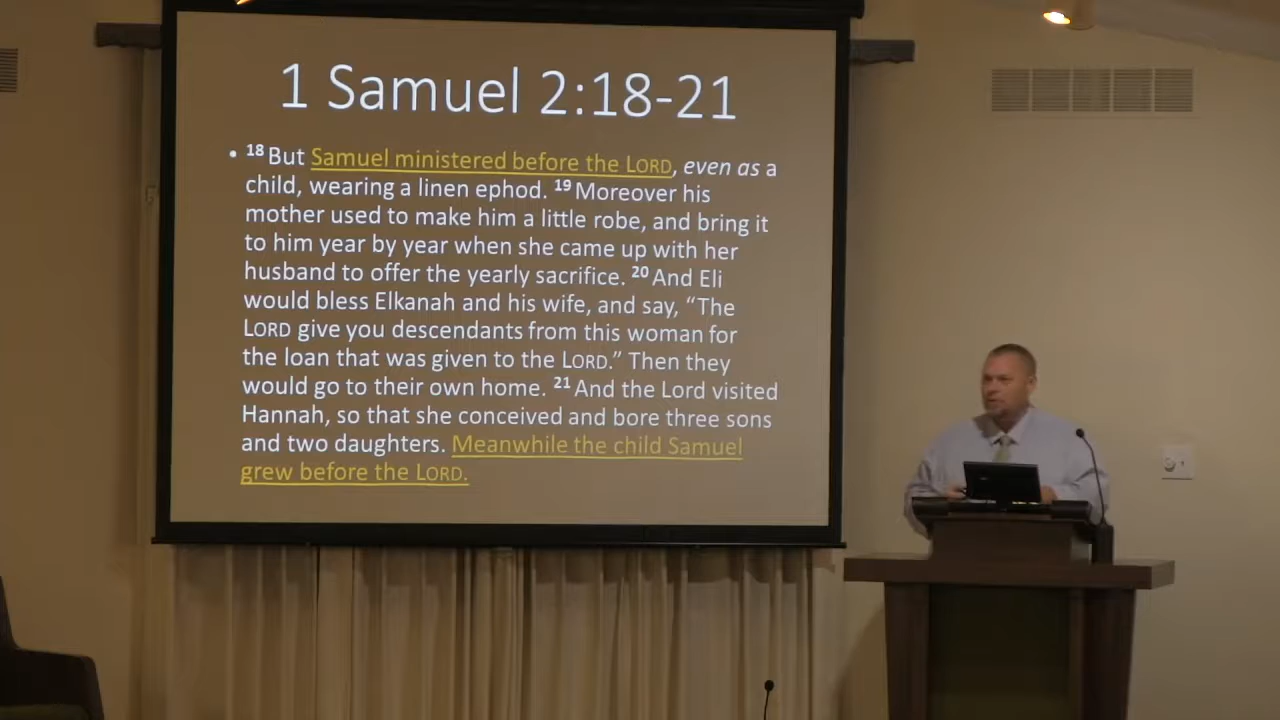 1 Samuel 2:18-21
• 18 But Samuel ministered before the LORD, even as a
child, wearing a linen ephod. 19 Moreover his
mother used to make him a little robe, and bring it
to him year by year when she came up with her
husband to offer the yearly sacrifice. 20 And Eli
would bless Elkanah and his wife, and say, “The
LORD give you descendants from this woman for
the loan that was given to the LORD.” Then they
would go to their own home. 21 And the Lord visited
Hannah, so that she conceived and bore three sons
and two daughters. Meanwhile the child Samuel
grew before the LORD.